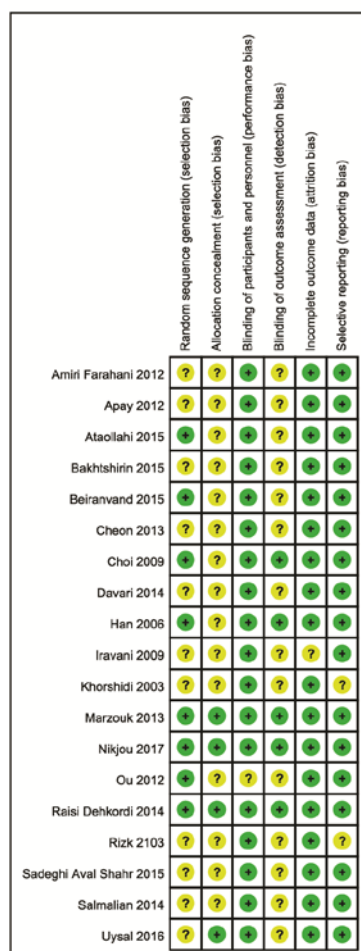 Random sequence generation (selection bias)
Allocation concealment (selection bias)
Blinding of participants and personnel (performance bias)
Blinding of outcome assessment (detection bias)
Incomplete outcome data (attrition bias)
Selective reporting (reporting bias)
Amiri Farahani 2012 ? ? + ? + +
Apay 2012 ? ? + ? + +
Ataollahi 2015 + ? + ? + +
Bakhtshirin 2015 ? ? + ? + +
Beiranvand 2015 + ? + ? + +
Cheon 2013 ? ? + ? + +
Choi 2009 + ? + + + +
Davari 2014 ? ? + ? + +
Han 2006 + ? + + + +
Iravani 2009 ? ? + ? ? +
Khorshidi 2003 ? ? + ? + ?
Marzouk 2013 + + + + + +
Nikjou 2017 + + + + + +
Ou 2012 + ? ? ? + +
Raisi Dehkordi 2014 + + + + + +
Rizk 2103 ? ? + ? + ?
Sadeghi Aval Shahr 2015 ? ? + ? + +
Salmalian 2014 ? ? + ? + +
Uysal 2016 ? + + ? + +